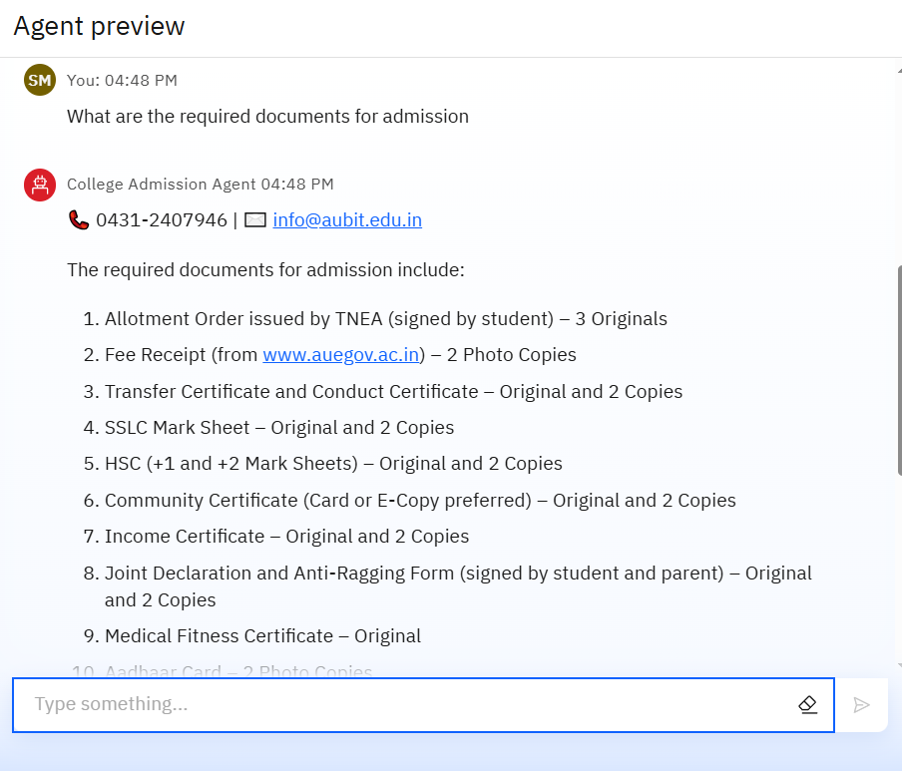 Agent preview
SM You: 04:48 PM
What are the required documents for admission
College Admission Agent 04:48 PM
📞 0431-2407946 | ✉️ info@aubit.edu.in
The required documents for admission include:
1. Allotment Order issued by TNEA (signed by student) – 3 Originals
2. Fee Receipt (from www.auegov.ac.in) – 2 Photo Copies
3. Transfer Certificate and Conduct Certificate – Original and 2 Copies
4. SSLC Mark Sheet – Original and 2 Copies
5. HSC (+1 and +2 Mark Sheets) – Original and 2 Copies
6. Community Certificate (Card or E-Copy preferred) – Original and 2 Copies
7. Income Certificate – Original and 2 Copies
8. Joint Declaration and Anti-Ragging Form (signed by student and parent) – Original
and 2 Copies
9. Medical Fitness Certificate – Original
10. Aadhaar Card – 2 Photo Copies
Type something...